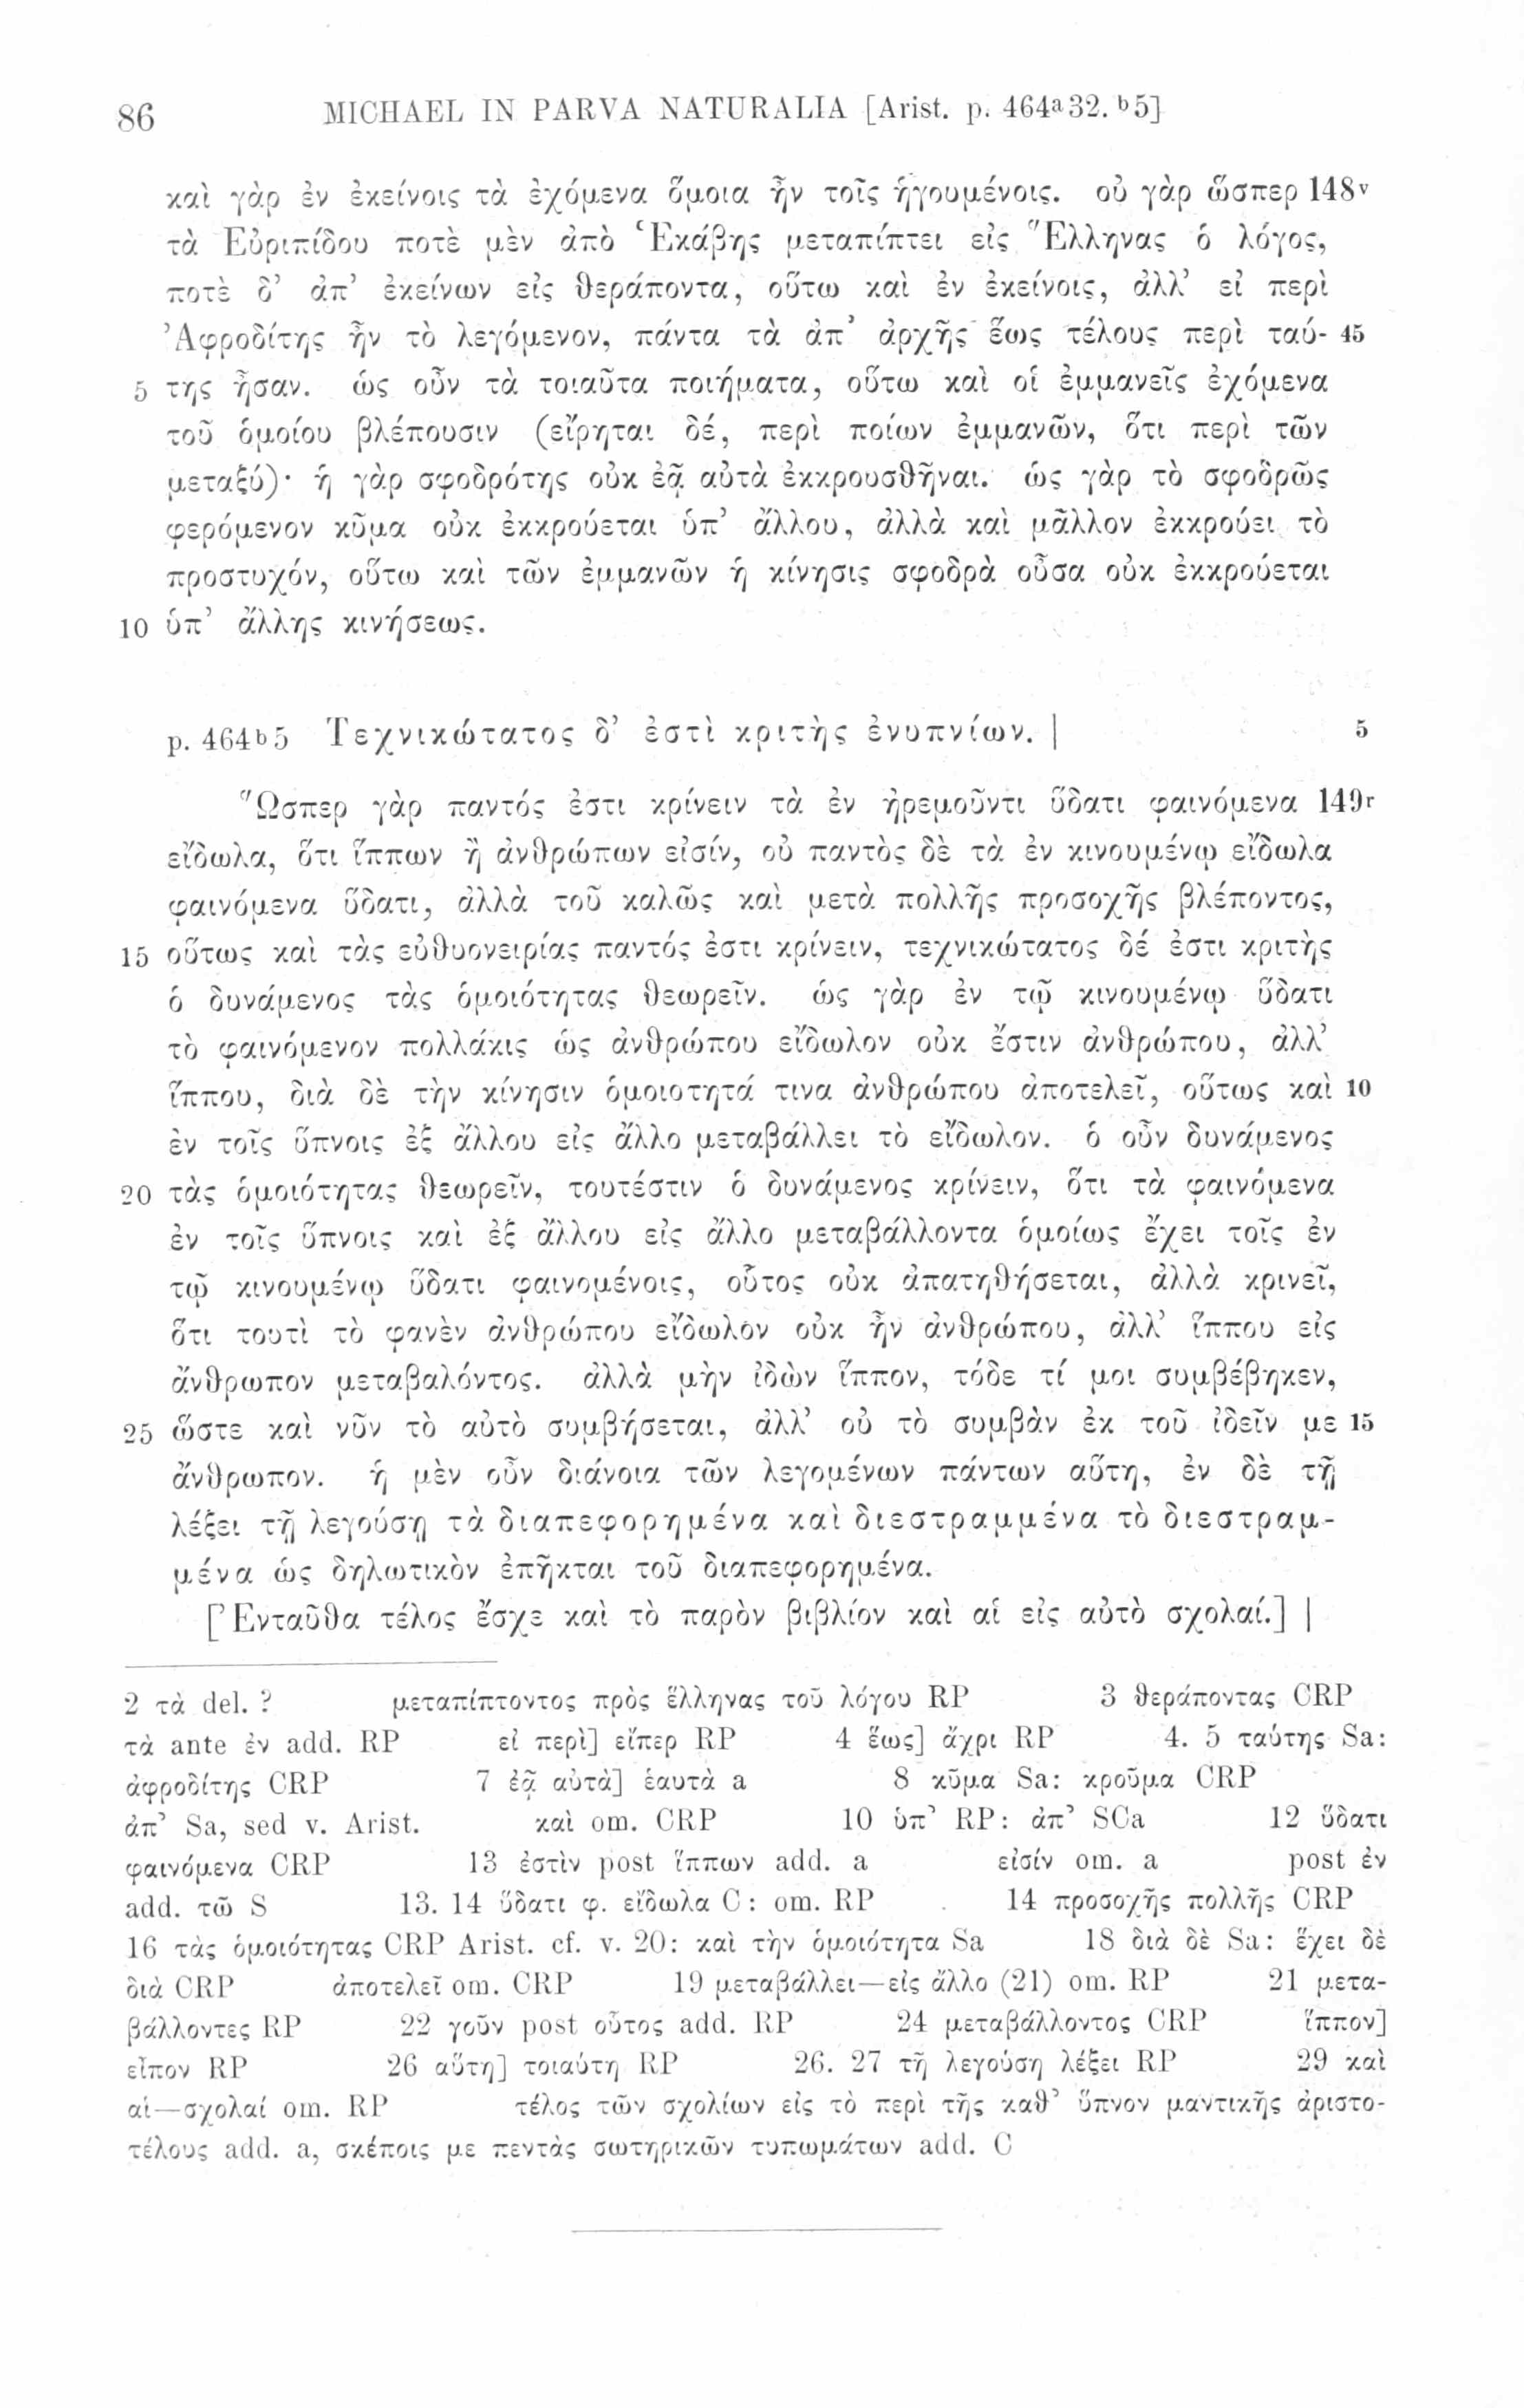 86 MICHAEL IN PARVA NATURALIA [Arist. p. 464a32. b5]
καὶ γὰρ ἐν ἐκείνοις τὰ ἐχόμενα ὅμοια ἦν τοῖς ἡγουμένοις. οὐ γὰρ ὥσπερ 148v
τὰ Εὐριπίδου ποτὲ μὲν ἀπὸ Ἑκάβης μεταπίπτει εἰς Ἕλληνας ὁ λόγος,
ποτὲ δ’ ἀπ’ ἐκείνων εἰς θεράποντα, οὕτω καὶ ἐν ἐκείνοις, ἀλλ’ εἰ περὶ
Ἀφροδίτης ἦν τὸ λεγόμενον, πάντα τὰ ἀπ’ ἀρχῆς ἕως τέλους περὶ ταύ- 45
5 της ἦσαν. ὡς οὖν τὰ τοιαῦτα ποιήματα, οὕτω καὶ οἱ ἐμμανεῖς ἐχόμενα
τοῦ ὁμοίου βλέπουσιν (εἴρηται δέ, περὶ ποίων ἐμμανῶν, ὅτι περὶ τῶν
μεταξύ)· ἡ γὰρ σφοδρότης οὐκ ἐᾷ αὐτὰ ἐκκρουσθῆναι. ὡς γὰρ τὸ σφοδρῶς
φερόμενον κῦμα οὐκ ἐκκρούεται ὑπ’ ἄλλου, ἀλλὰ καὶ μᾶλλον ἐκκρούει τὸ
προστυχόν, οὕτω καὶ τῶν ἐμμανῶν ἡ κίνησις σφοδρὰ οὖσα οὐκ ἐκκρούεται
10 ὑπ’ ἄλλης κινήσεως.
p. 464b5 Τεχνικώτατος δ’ ἐστὶ κριτὴς ἐνυπνίων. | 5
Ὥσπερ γὰρ παντός ἐστι κρίνειν τὰ ἐν ἠρεμοῦντι ὕδατι φαινόμενα 149r
εἴδωλα, ὅτι ἵππων ἢ ἀνθρώπων εἰσίν, οὐ παντὸς δὲ τὰ ἐν κινουμένῳ εἴδωλα
φαινόμενα ὕδατι, ἀλλὰ τοῦ καλῶς καὶ μετὰ πολλῆς προσοχῆς βλέποντος,
15 οὕτως καὶ τὰς εὐθυονειρίας παντός ἐστι κρίνειν, τεχνικώτατος δέ ἐστι κριτὴς
ὁ δυνάμενος τὰς ὁμοιότητας θεωρεῖν. ὡς γὰρ ἐν τῷ κινουμένῳ ὕδατι
τὸ φαινόμενον πολλάκις ὡς ἀνθρώπου εἴδωλον οὐκ ἔστιν ἀνθρώπου, ἀλλ’
ἵππου, διὰ δὲ τὴν κίνησιν ὁμοιοτητά τινα ἀνθρώπου ἀποτελεῖ, οὕτως καὶ 10
ἐν τοῖς ὕπνοις ἐξ ἄλλου εἰς ἄλλο μεταβάλλει τὸ εἴδωλον. ὁ οὖν δυνάμενος
20 τὰς ὁμοιότητας θεωρεῖν, τουτέστιν ὁ δυνάμενος κρίνειν, ὅτι τὰ φαινόμενα
ἐν τοῖς ὕπνοις καὶ ἐξ ἄλλου εἰς ἄλλο μεταβάλλοντα ὁμοίως ἔχει τοῖς ἐν
τῷ κινουμένῳ ὕδατι φαινομένοις, οὗτος οὐκ ἀπατηθήσεται, ἀλλὰ κρινεῖ,
ὅτι τουτὶ τὸ φανὲν ἀνθρώπου εἴδωλον οὐκ ἦν ἀνθρώπου, ἀλλ’ ἵππου εἰς
ἄνθρωπον μεταβαλόντος. ἀλλὰ μὴν ἰδὼν ἵππον, τόδε τί μοι συμβέβηκεν,
25 ὥστε καὶ νῦν τὸ αὐτὸ συμβήσεται, ἀλλ’ οὐ τὸ συμβὰν ἐκ τοῦ ἰδεῖν με 15
ἄνθρωπον. ἡ μὲν οὖν διάνοια τῶν λεγομένων πάντων αὕτη, ἐν δὲ τῇ
λέξει τῇ λεγούσῃ τὰ διαπεφορημένα καὶ διεστραμμένα τὸ διεστραμ-
μένα ὡς δηλωτικὸν ἐπῆκται τοῦ διαπεφορημένα.
[Ἐνταῦθα τέλος ἔσχε καὶ τὸ παρὸν βιβλίον καὶ αἱ εἰς αὐτὸ σχολαί.] |
2 τὰ del. ? μεταπίπτοντος πρὸς ἕλληνας τοῦ λόγου RP 3 θεράποντας CRP
τὰ ante ἐν add. RP εἰ περὶ] εἴπερ RP 4 ἕως] ἄχρι RP 4. 5 ταύτης Sa:
ἀφροδίτης CRP 7 ἐᾷ αὐτὰ] ἑαυτὰ a 8 κῦμα Sa: κροῦμα CRP
ἀπ’ Sa, sed v. Arist. καὶ om. CRP 10 ὑπ’ RP: ἀπ’ SCa 12 ὕδατι
φαινόμενα CRP 13 ἐστὶν post ἵππων add. a εἰσίν om. a post ἐν
add. τῶ S 13. 14 ὕδατι φ. εἴδωλα C: om. RP 14 προσοχῆς πολλῆς CRP
16 τὰς ὁμοιότητας CRP Arist. cf. v. 20: καὶ τὴν ὁμοιότητα Sa 18 διὰ δὲ Sa: ἔχει δὲ
διὰ CRP ἀποτελεῖ om. CRP 19 μεταβάλλει—εἰς ἄλλο (21) om. RP 21 μετα-
βάλλοντες RP 22 γοῦν post οὗτος add. RP 24 μεταβάλλοντος CRP ἵππον]
εἶπον RP 26 αὕτη] τοιαύτη RP 26. 27 τῆ λεγούση λέξει RP 29 καὶ
αἱ—σχολαί om. RP τέλος τῶν σχολίων εἰς τὸ περὶ τῆς καθ’ ὕπνον μαντικῆς ἀριστο-
τέλους add. a, σκέποις με πεντὰς σωτηρικῶν τυπωμάτων add. C